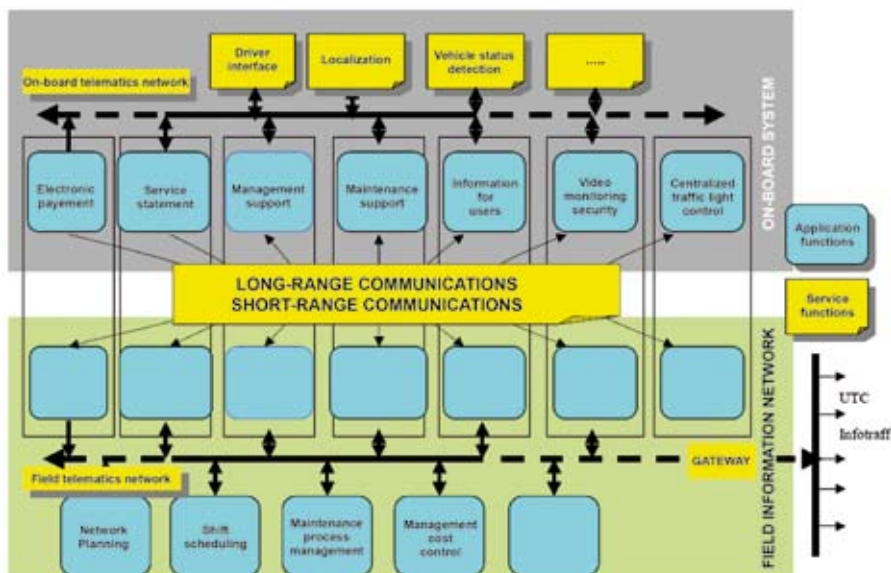 Driver
interface
Localization
Vehicle status
detection
.....
On-board telematics network
ON-BOARD SYSTEM
Electronic
payement
Service
statement
Management
support
Maintenance
support
Information
for
users
Video
monitoring
security
Centralized
traffic light
control
Application
functions
LONG-RANGE COMMUNICATIONS
SHORT-RANGE COMMUNICATIONS
Service
functions
UTC
Infotraff
GATEWAY
Field telematics network
FIELD INFORMATION NETWORK
Network
Planning
Shift
scheduling
Maintenance
process
management
Management
cost
control